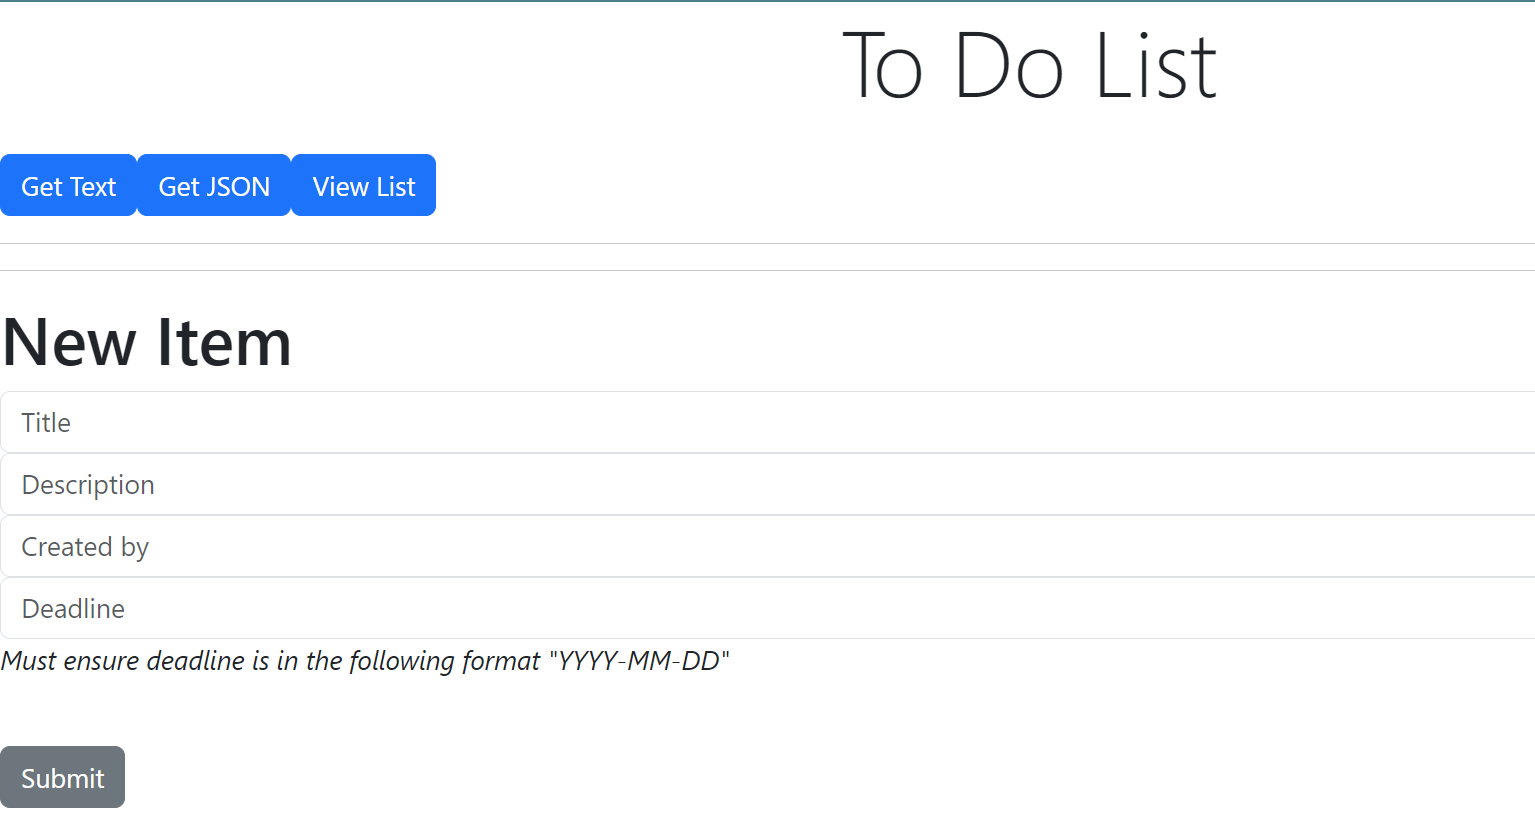 To Do List
Get Text Get JSON View List
New Item
Title
Description
Created by
Deadline
Must ensure deadline is in the following format "YYYY-MM-DD"
Submit